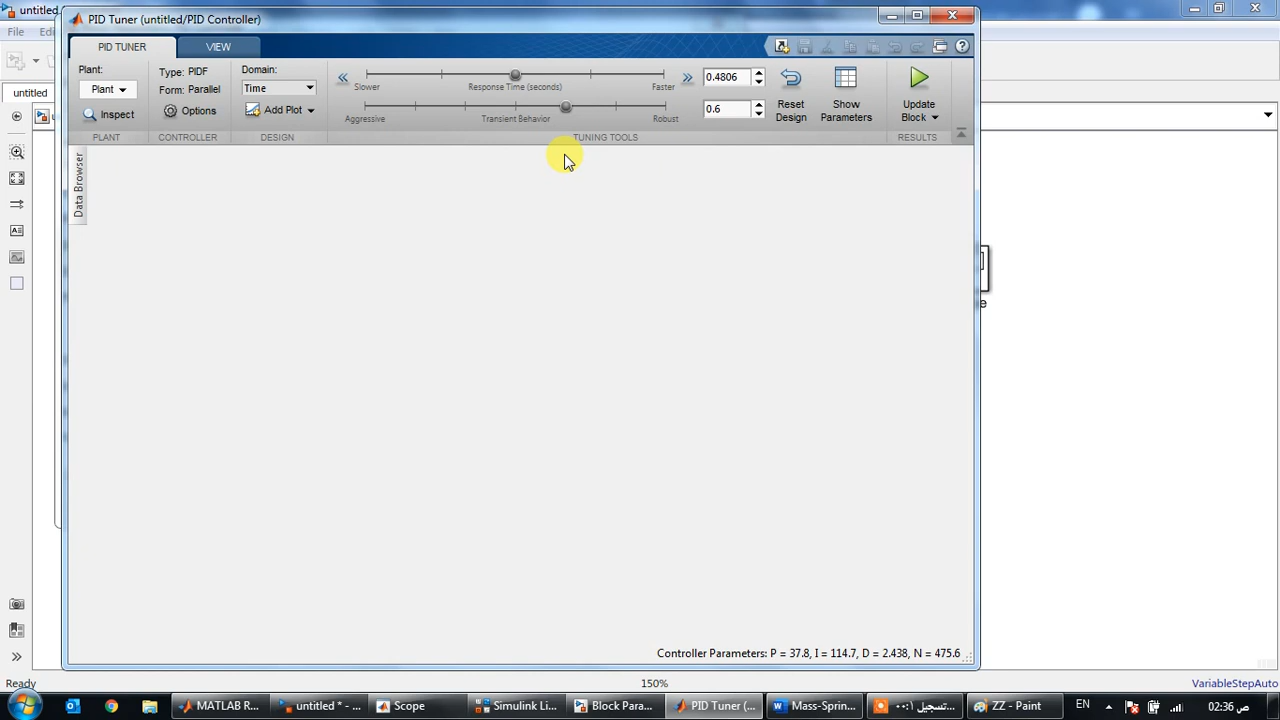 untitled
PID Tuner (untitled/PID Controller)
File
PID TUNER
VIEW
Plant:
Plant
Inspect
PLANT
Type: PIDF
Form: Parallel
Options
CONTROLLER
Domain:
Time
Add Plot
DESIGN
Slower
Response Time (seconds)
Faster
0.4806
Aggressive
Transient Behavior
Robust
0.6
TUNING TOOLS
Reset
Design
Show
Parameters
Update
Block
RESULTS
untitled
Data Browser
Controller Parameters: P = 37.8, I = 114.7, D = 2.438, N = 475.6
Ready
150%
VariableStepAuto
MATLAB R...
untitled * - ...
Scope
Simulink Li...
Block Para...
PID Tuner (...
Mass-Sprin...
تسجيل ٠٠:١...
ZZ - Paint
EN
02:36 ص